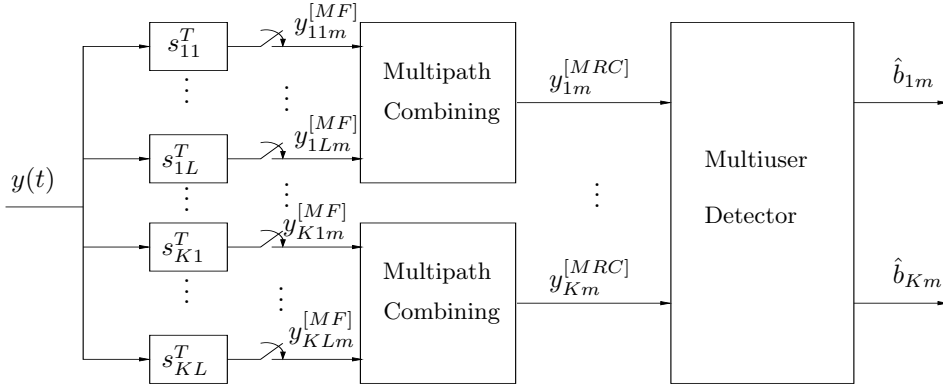 y(t)
s_{11}^T
y_{11m}^{[MF]}
⋮
⋮
s_{1L}^T
y_{1Lm}^{[MF]}
⋮
⋮
s_{K1}^T
y_{K1m}^{[MF]}
⋮
⋮
s_{KL}^T
y_{KLm}^{[MF]}
Multipath
Combining
Multipath
Combining
y_{1m}^{[MRC]}
⋮
y_{Km}^{[MRC]}
Multiuser
Detector
\hat{b}_{1m}
\hat{b}_{Km}